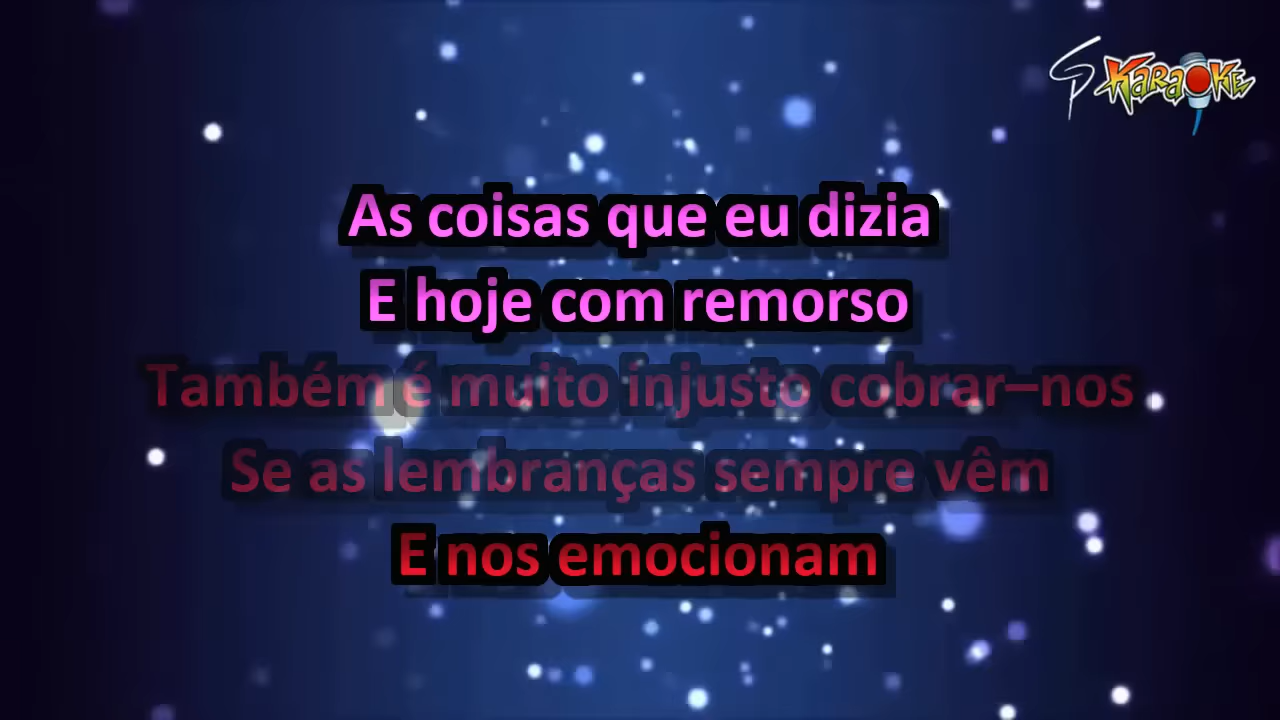 SP KARAOKE
As coisas que eu dizia
E hoje com remorso
Também é muito injusto cobrar–nos
Se as lembranças sempre vêm
E nos emocionam